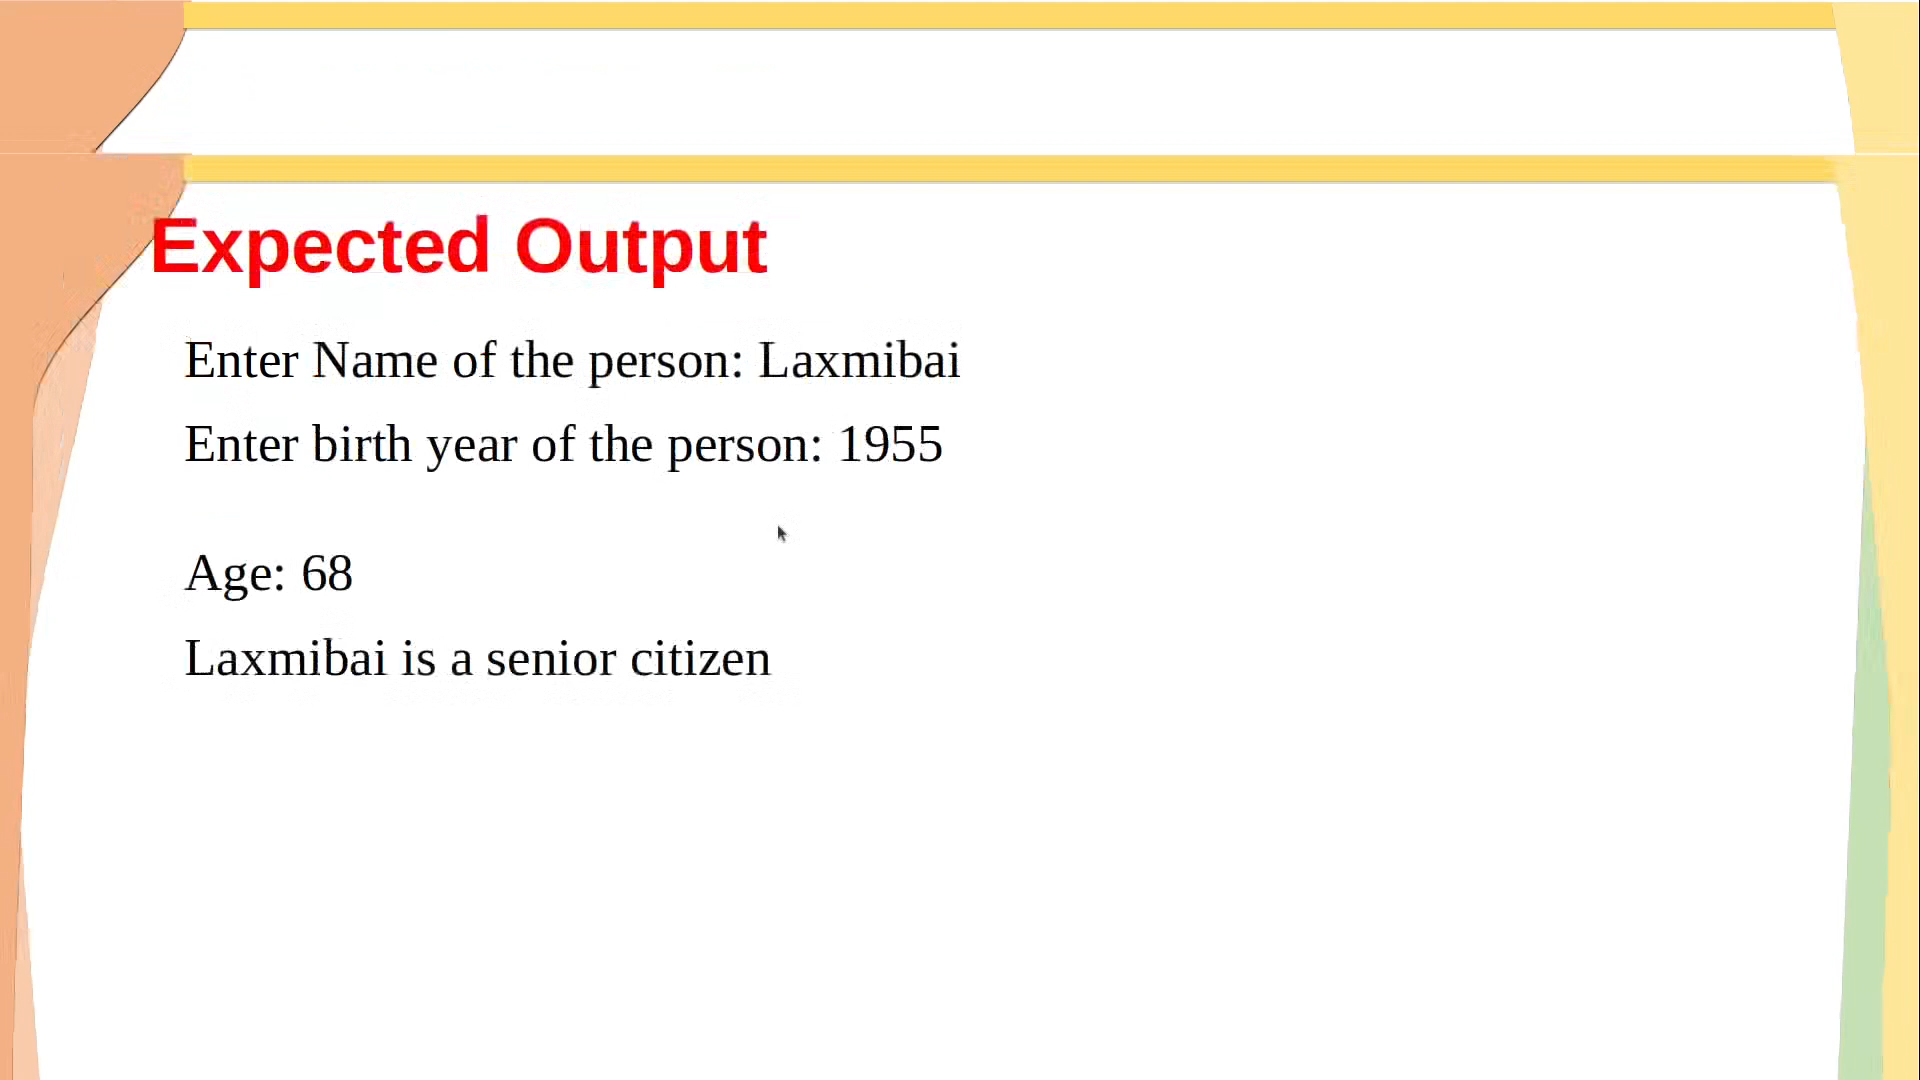 Expected Output
Enter Name of the person: Laxmibai
Enter birth year of the person: 1955
Age: 68
Laxmibai is a senior citizen